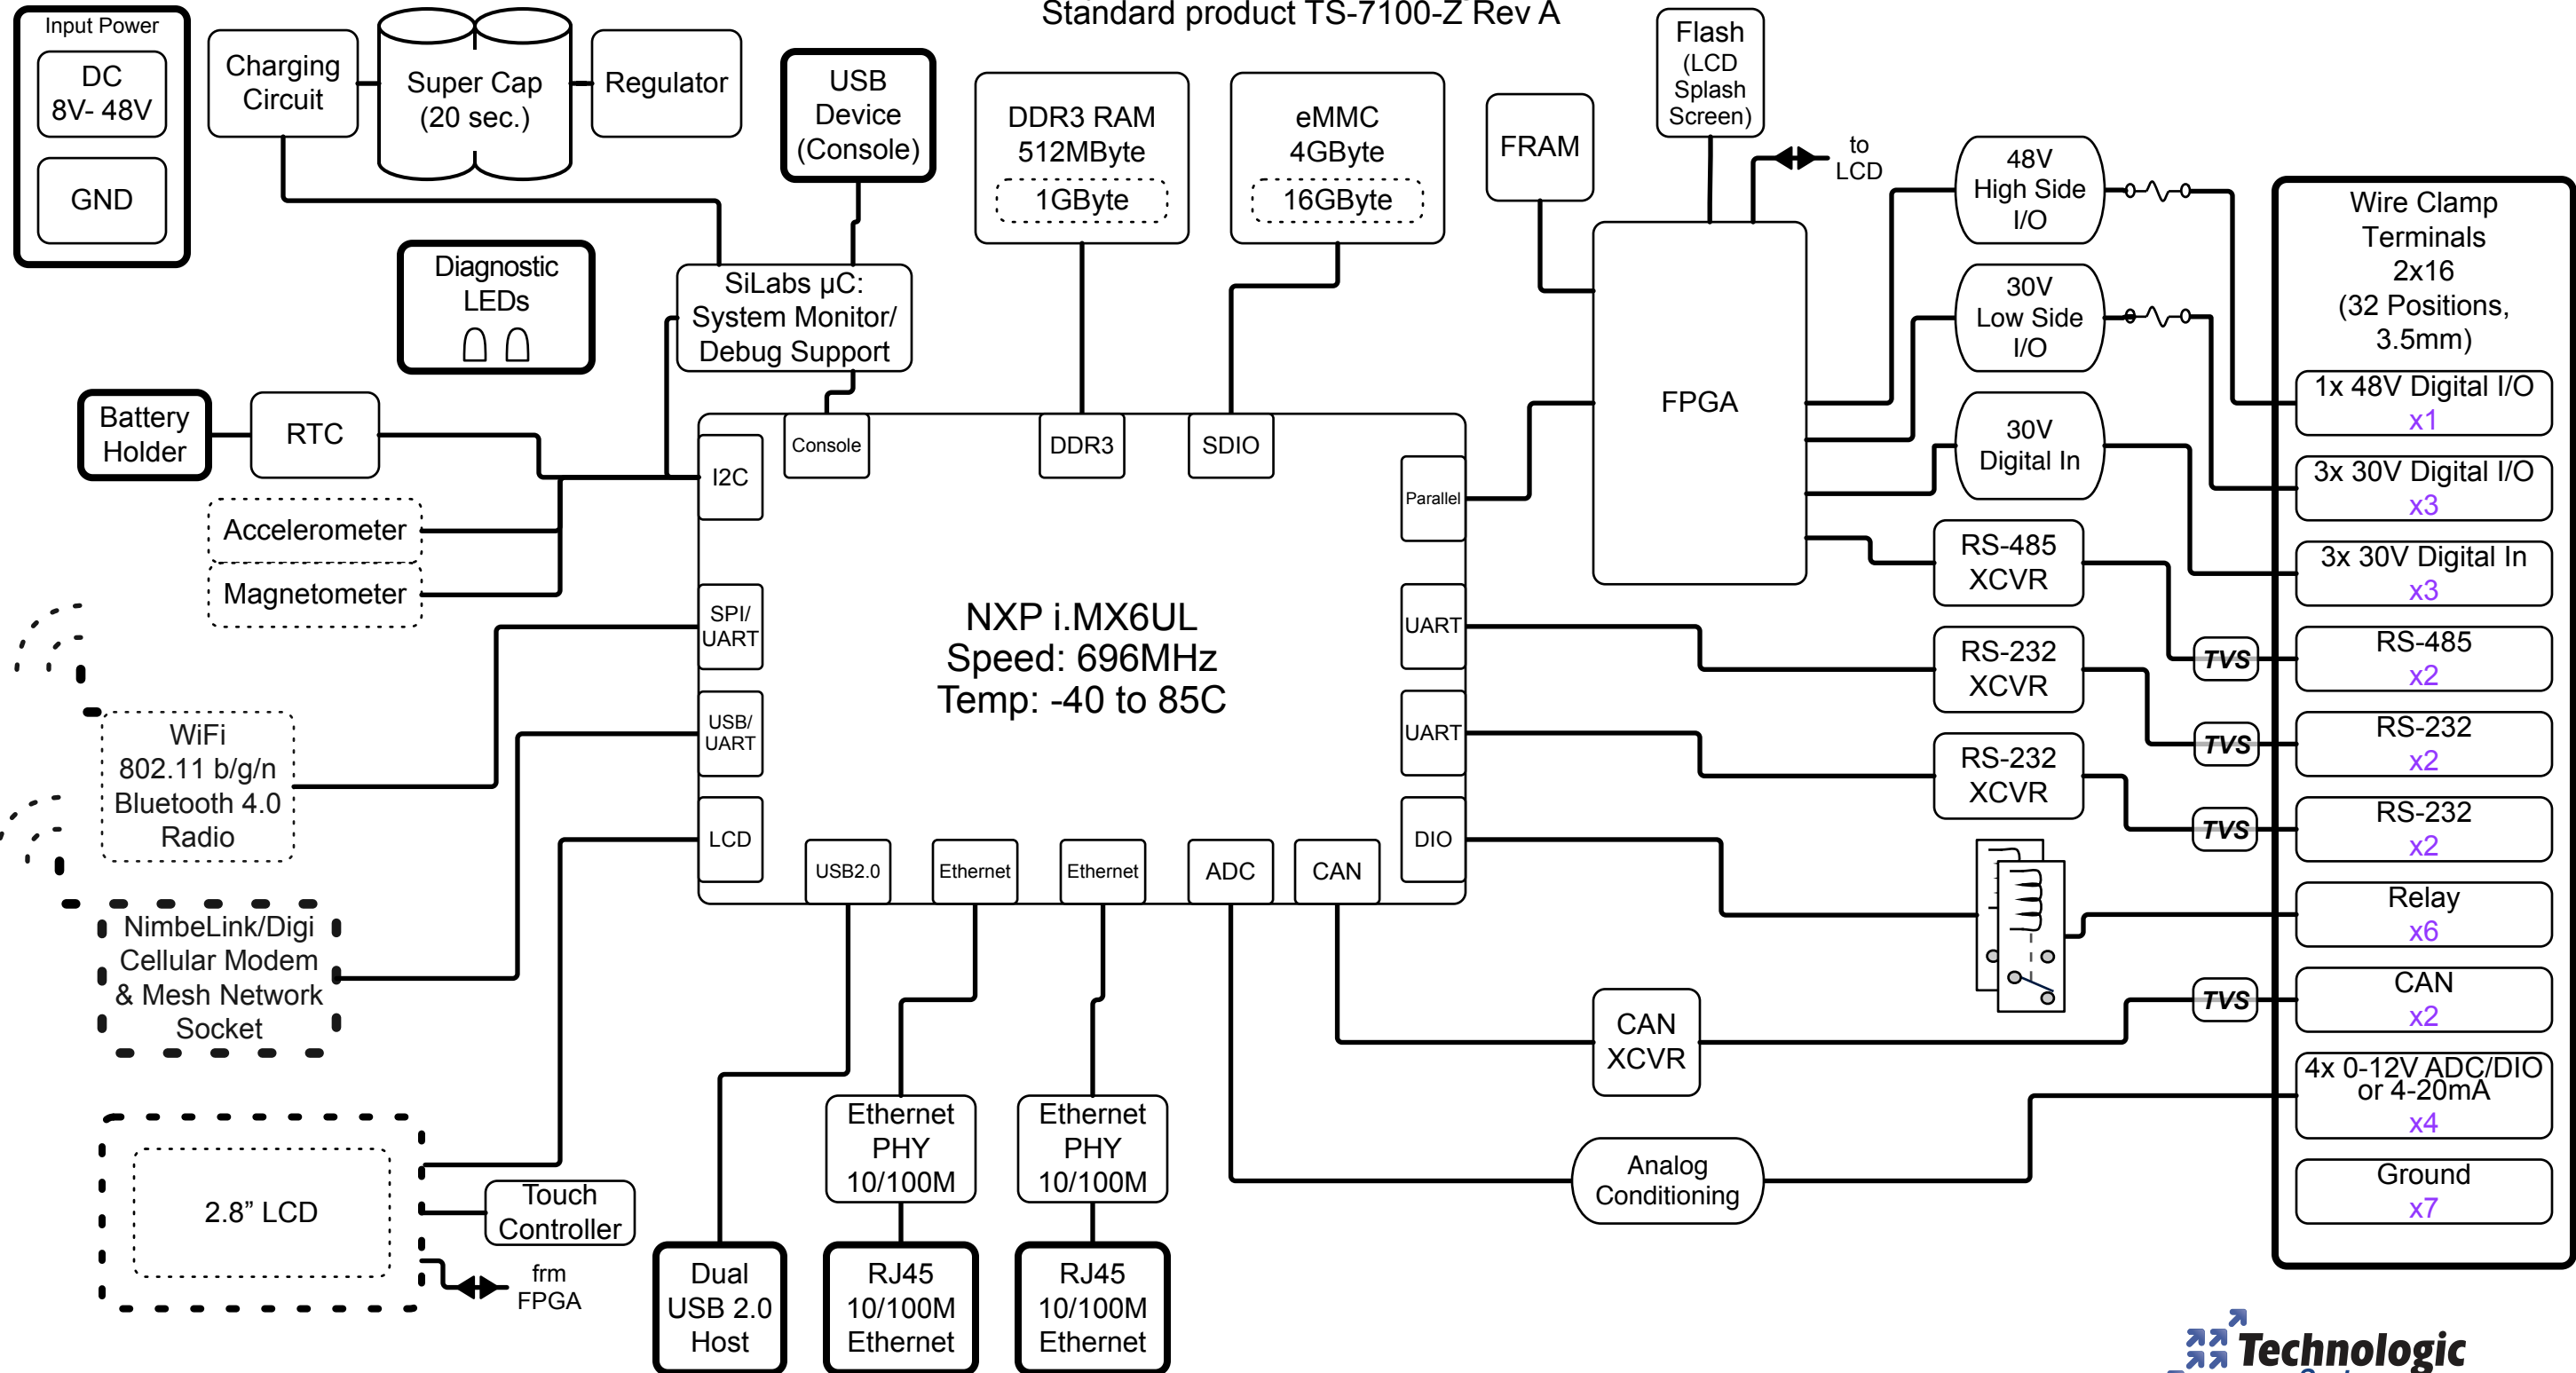 Standard product TS-7100-Z Rev A
Input Power
DC
8V- 48V
GND
Charging
Circuit
Super Cap
(20 sec.)
Regulator
USB
Device
(Console)
DDR3 RAM
512MByte
1GByte
eMMC
4GByte
16GByte
FRAM
Flash
(LCD
Splash
Screen)
to
LCD
Diagnostic
LEDs
SiLabs µC:
System Monitor/
Debug Support
FPGA
48V
High Side
I/O
30V
Low Side
I/O
30V
Digital In
Battery
Holder
RTC
Accelerometer
Magnetometer
WiFi
802.11 b/g/n
Bluetooth 4.0
Radio
NimbeLink/Digi
Cellular Modem
& Mesh Network
Socket
2.8” LCD
Touch
Controller
frm
FPGA
I2C
Console
DDR3
SDIO
Parallel
SPI/
UART
USB/
UART
LCD
UART
UART
DIO
USB2.0
Ethernet
Ethernet
ADC
CAN
NXP i.MX6UL
Speed: 696MHz
Temp: -40 to 85C
RS-485
XCVR
RS-232
XCVR
RS-232
XCVR
TVS
TVS
TVS
TVS
CAN
XCVR
Analog
Conditioning
Ethernet
PHY
10/100M
Ethernet
PHY
10/100M
Dual
USB 2.0
Host
RJ45
10/100M
Ethernet
RJ45
10/100M
Ethernet
Wire Clamp
Terminals
2x16
(32 Positions,
3.5mm)
1x 48V Digital I/O
x1
3x 30V Digital I/O
x3
3x 30V Digital In
x3
RS-485
x2
RS-232
x2
RS-232
x2
Relay
x6
CAN
x2
4x 0-12V ADC/DIO
or 4-20mA
x4
Ground
x7
Technologic